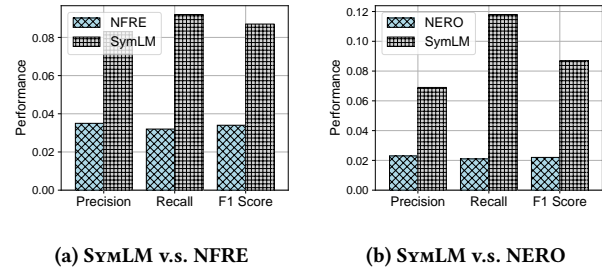 NFRE
SymLM
0.08
0.06
0.04
0.02
0.00
Performance
Precision
Recall
F1 Score
(a) SYMLM v.s. NFRE
NERO
SymLM
0.12
0.10
0.08
0.06
0.04
0.02
0.00
Performance
Precision
Recall
F1 Score
(b) SYMLM v.s. NERO